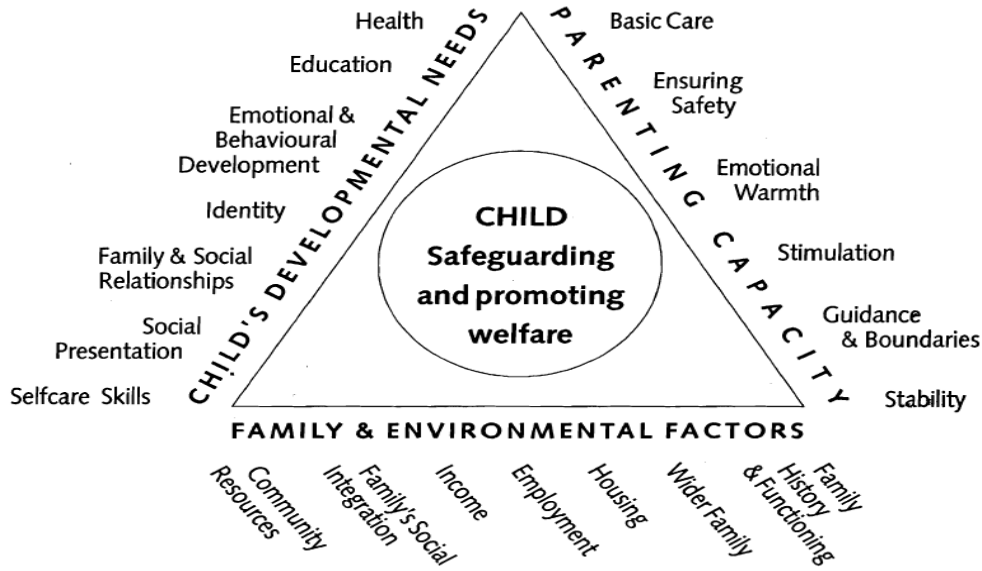 Health
Education
Emotional &
Behavioural
Development
Identity
Family & Social
Relationships
Social
Presentation
Selfcare Skills
CHILD'S DEVELOPMENTAL NEEDS
PARENTING CAPACITY
Basic Care
Ensuring
Safety
Emotional
Warmth
Stimulation
Guidance
& Boundaries
Stability
CHILD
Safeguarding
and promoting
welfare
FAMILY & ENVIRONMENTAL FACTORS
Community
Resources
Family's Social
Integration
Income
Employment
Housing
Wider Family
Family
History
& Functioning